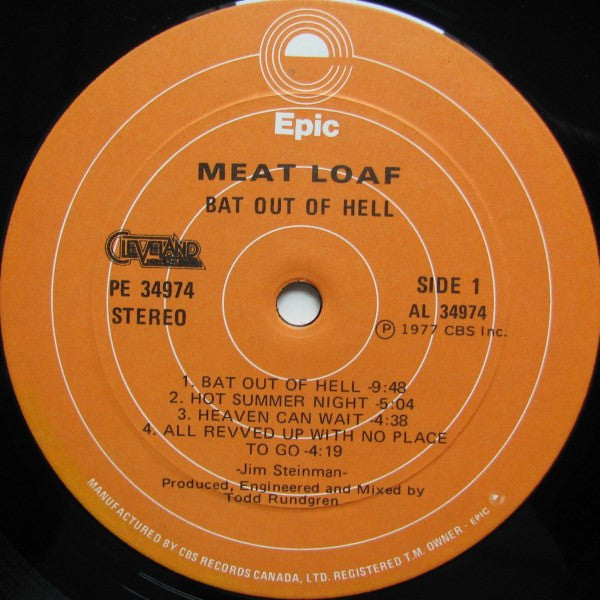 Epic
MEAT LOAF
BAT OUT OF HELL
CLEVELAND
PE 34974
STEREO
SIDE 1
AL 34974
Ⓟ 1977 CBS Inc.
1. BAT OUT OF HELL -9:48
2. HOT SUMMER NIGHT -5:04
3. HEAVEN CAN WAIT -4:38
4. ALL REVVED UP WITH NO PLACE
TO GO -4:19
-Jim Steinman-
Produced, Engineered and Mixed by
Todd Rundgren
MANUFACTURED BY CBS RECORDS CANADA, LTD. REGISTERED T.M. OWNER - EPIC